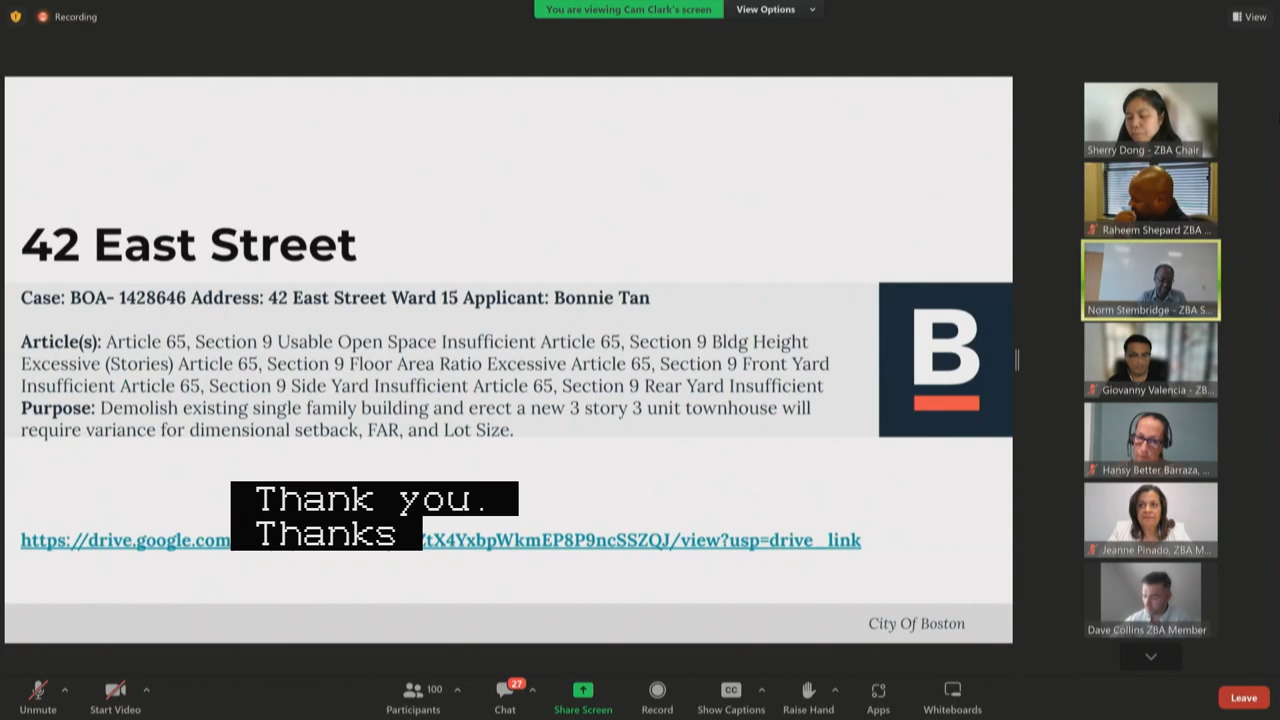 Recording
You are viewing Cam Clark's screen
View Options
View
42 East Street
Case: BOA- 1428646 Address: 42 East Street Ward 15 Applicant: Bonnie Tan
Article(s): Article 65, Section 9 Usable Open Space Insufficient Article 65, Section 9 Bldg Height
Excessive (Stories) Article 65, Section 9 Floor Area Ratio Excessive Article 65, Section 9 Front Yard
Insufficient Article 65, Section 9 Side Yard Insufficient Article 65, Section 9 Rear Yard Insufficient
Purpose: Demolish existing single family building and erect a new 3 story 3 unit townhouse will
require variance for dimensional setback, FAR, and Lot Size.
B
Thank you.
Thanks
https://drive.google.com
tX4YxbpWkmEP8P9ncSSZQJ/view?usp=drive_link
City Of Boston
Sherry Dong - ZBA Chair
Raheem Shepard ZBA ...
Norm Stembridge - ZBA S...
Giovanny Valencia - ZB...
Hansy Better Barraza, ...
Jeanne Pinado, ZBA M...
Dave Collins ZBA Member
Unmute
Start Video
100
Participants
27
Chat
Share Screen
Record
CC
Show Captions
Raise Hand
Apps
Whiteboards
Leave